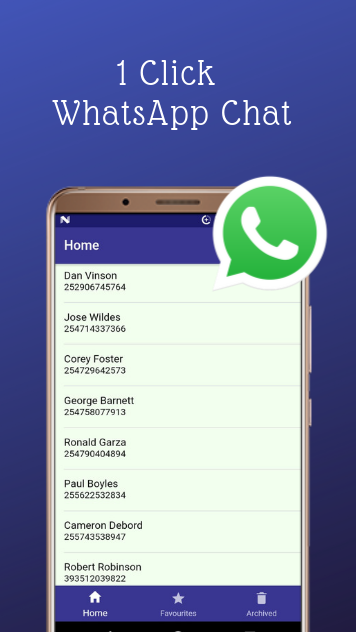 1 Click
WhatsApp Chat
Home
Dan Vinson
252906745764
Jose Wildes
254714337366
Corey Foster
254729642573
George Barnett
254758077913
Ronald Garza
254790404894
Paul Boyles
255622532834
Cameron Debord
255743538947
Robert Robinson
393512039822
Home
Favourites
Archived